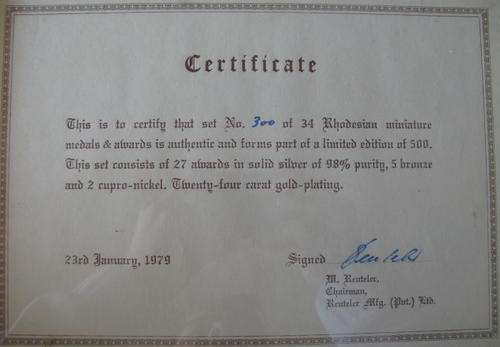 Certificate
This is to certify that set No. 300 of 34 Rhodesian miniature
medals & awards is authentic and forms part of a limited edition of 500.
This set consists of 27 awards in solid silver of 98% purity, 5 bronze
and 2 cupro-nickel. Twenty-four carat gold-plating.
23rd January, 1979 Signed
M. Reuteler,
Chairman,
Reuteler Mfg. (Pvt.) Ltd.